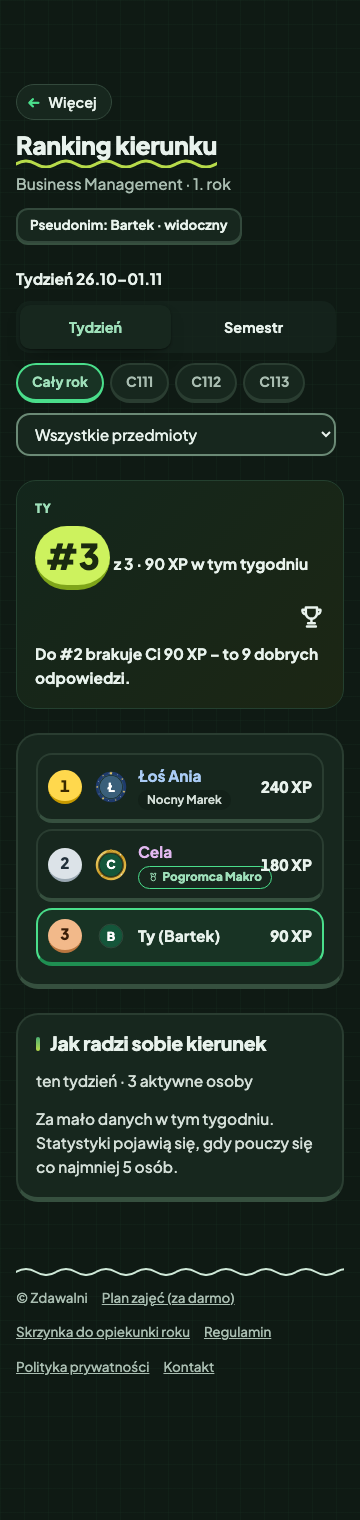 ← Więcej
Ranking kierunku
Business Management · 1. rok
Pseudonim: Bartek · widoczny
Tydzień 26.10–01.11
Tydzień Semestr
Cały rok C111 C112 C113
Wszystkie przedmioty
TY
#3 z 3 · 90 XP w tym tygodniu
Do #2 brakuje Ci 90 XP – to 9 dobrych
odpowiedzi.
1 Ł Łoś Ania 240 XP
Nocny Marek
2 C Cela 180 XP
Pogromca Makro
3 B Ty (Bartek) 90 XP
Jak radzi sobie kierunek
ten tydzień · 3 aktywne osoby
Za mało danych w tym tygodniu.
Statystyki pojawią się, gdy pouczy się
co najmniej 5 osób.
© Zdawalni Plan zajęć (za darmo)
Skrzynka do opiekunki roku Regulamin
Polityka prywatności Kontakt